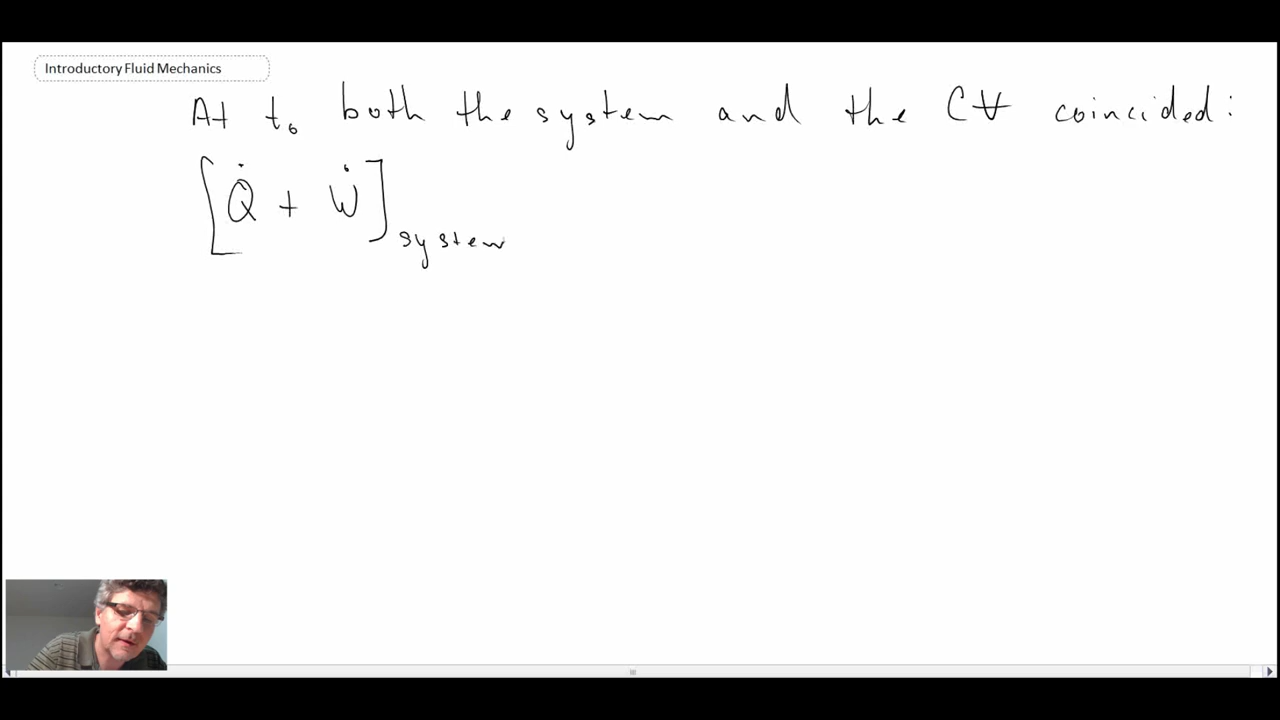 Introductory Fluid Mechanics
At t₀ both the system and the C∀ coincided:
[Q̇ + Ẇ]system